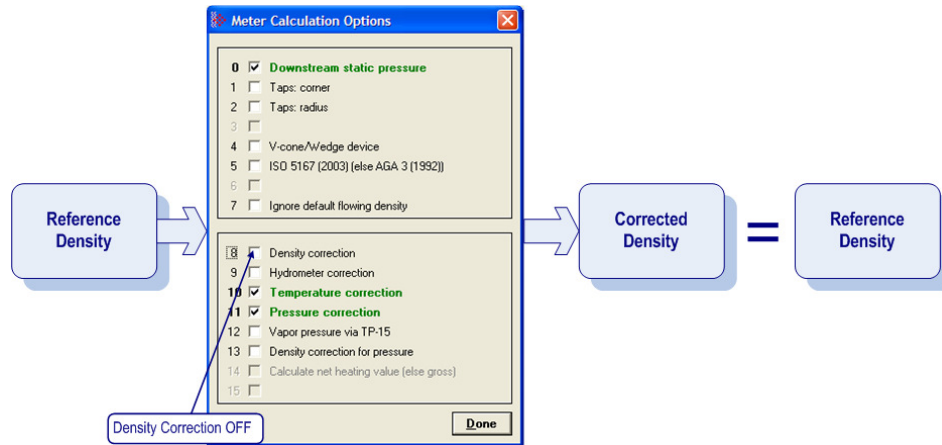 Meter Calculation Options
0 Downstream static pressure
1 Taps: corner
2 Taps: radius
3
4 V-cone/Wedge device
5 ISO 5167 (2003) (else AGA 3 (1992))
6
7 Ignore default flowing density
Reference
Density
Corrected
Density
=
Reference
Density
8 Density correction
9 Hydrometer correction
10 Temperature correction
11 Pressure correction
12 Vapor pressure via TP-15
13 Density correction for pressure
14 Calculate net heating value (else gross)
15
Density Correction OFF
Done